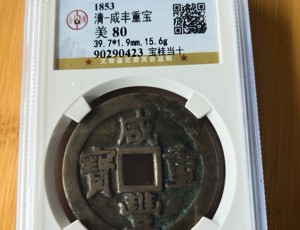 1853
清-咸丰重宝
美 80
39.7*1.9mm,15.6g
90290423 宝桂当十
咸
寶 重
豐